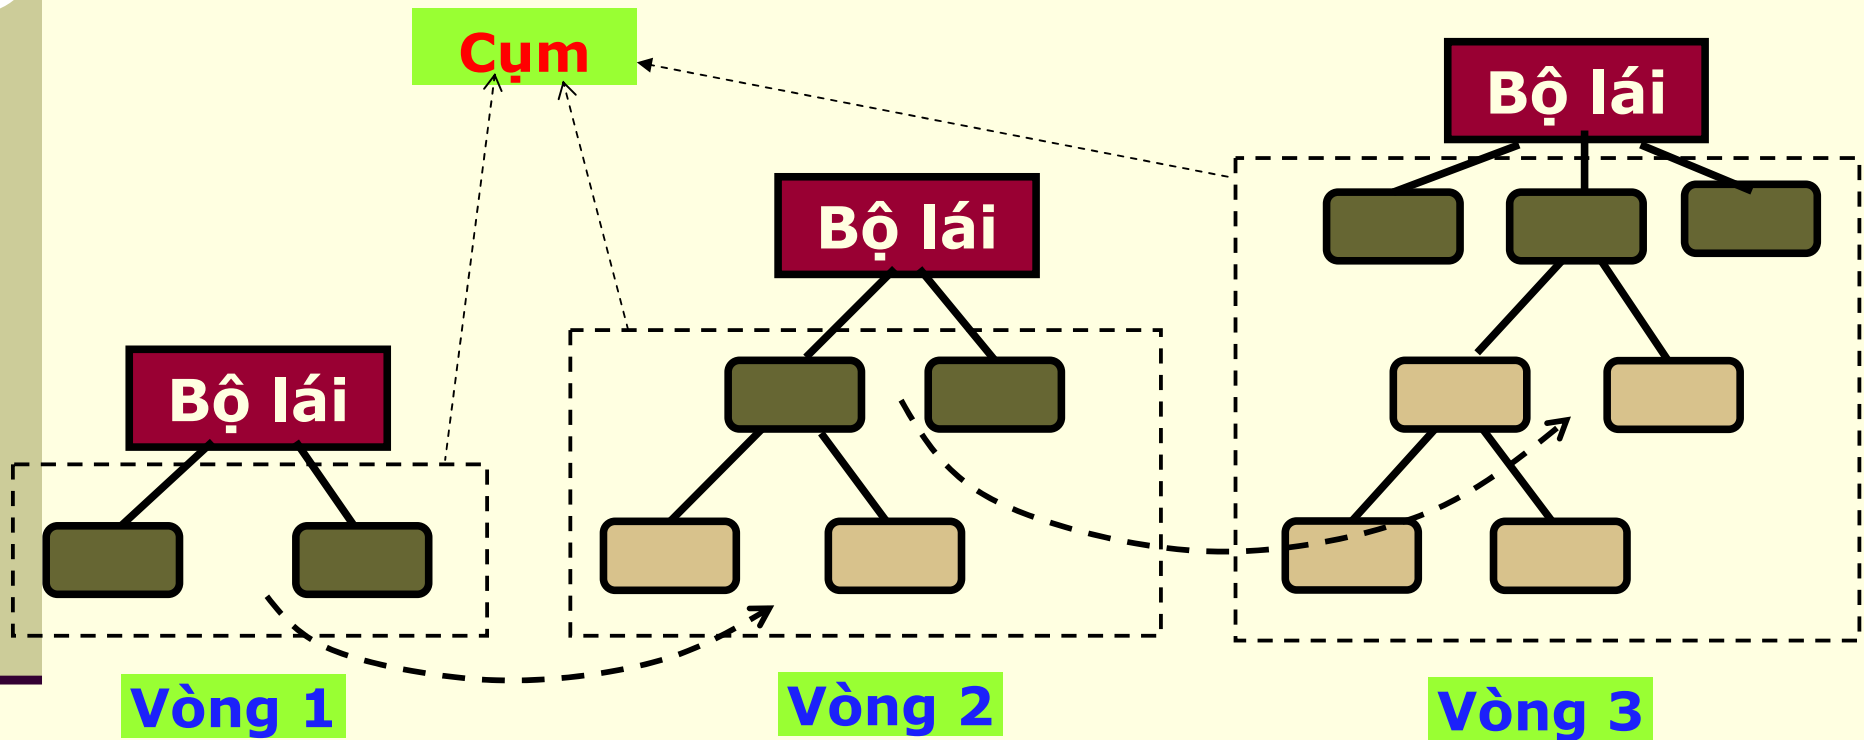 Cụm
Bộ lái
Bộ lái
Bộ lái
Vòng 1
Vòng 2
Vòng 3